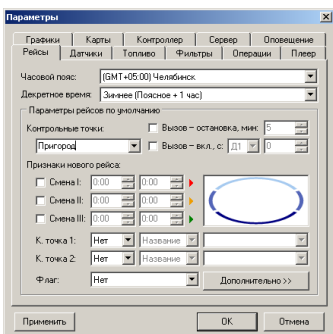 Параметры
Графики Карты Контроллер Сервер Оповещение
Рейсы Датчики Топливо Фильтры Операции Плеер
Часовой пояс: (GMT+05:00) Челябинск
Декретное время: Зимнее (Поясное + 1 час)
Параметры рейсов по умолчанию
Контрольные точки: Вызов – остановка, мин: 5
Пригород Вызов – вкл., с: Д1 0
Признаки нового рейса:
Смена I: 0:00 0:00
Смена II: 0:00 0:00
Смена III: 0:00 0:00
К. точка 1: Нет Название
К. точка 2: Нет Название
Флаг: Нет Дополнительно >>
Применить OK Отмена